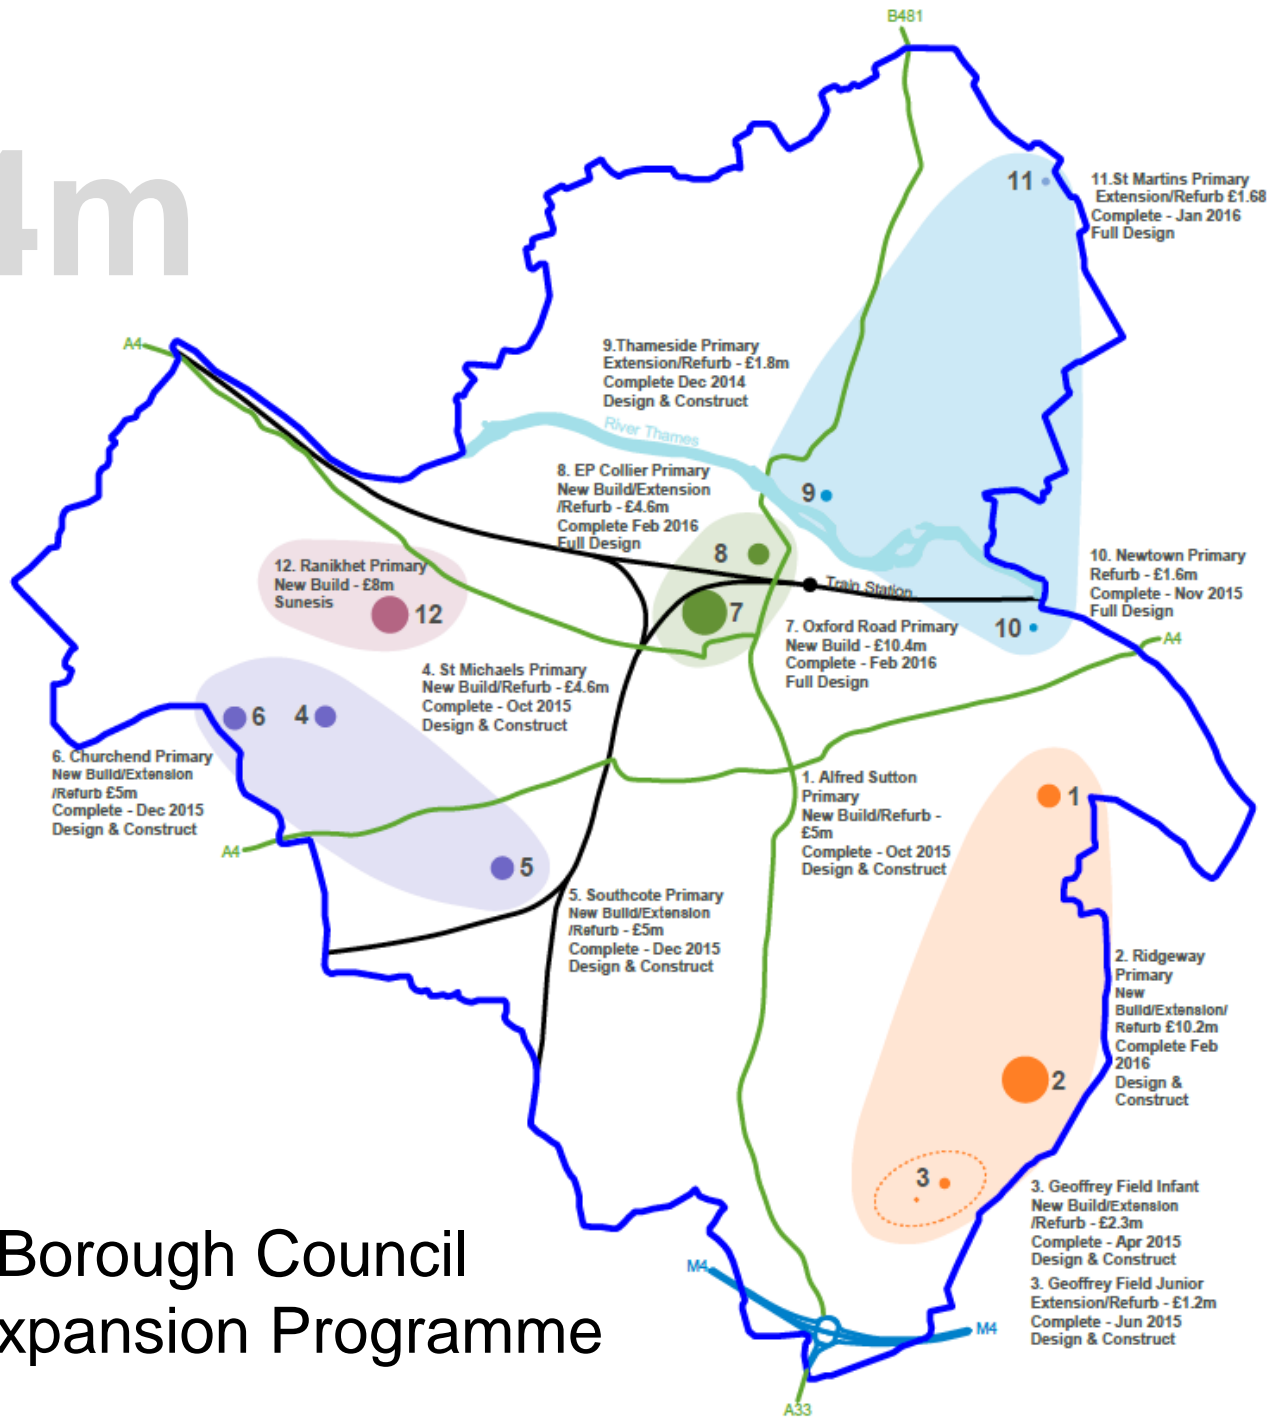 B481
4m
11
11.St Martins Primary
Extension/Refurb £1.68
Complete - Jan 2016
Full Design
A4
9.Thameside Primary
Extension/Refurb - £1.8m
Complete Dec 2014
Design & Construct
River Thames
8. EP Collier Primary
New Build/Extension
/Refurb - £4.6m
Complete Feb 2016
Full Design
9
8
12. Ranikhet Primary
New Build - £8m
Sunesis
12
Train Station
7
10. Newtown Primary
Refurb - £1.6m
Complete - Nov 2015
Full Design
10
7. Oxford Road Primary
New Build - £10.4m
Complete - Feb 2016
Full Design
A4
4. St Michaels Primary
New Build/Refurb - £4.6m
Complete - Oct 2015
Design & Construct
6
4
6. Churchend Primary
New Build/Extension
/Refurb £5m
Complete - Dec 2015
Design & Construct
A4
1. Alfred Sutton
Primary
New Build/Refurb -
£5m
Complete - Oct 2015
Design & Construct
1
5
5. Southcote Primary
New Build/Extension
/Refurb - £5m
Complete - Dec 2015
Design & Construct
2. Ridgeway
Primary
New
Build/Extension/
Refurb £10.2m
Complete Feb
2016
Design &
Construct
2
3
3. Geoffrey Field Infant
New Build/Extension
/Refurb - £2.3m
Complete - Apr 2015
Design & Construct
3. Geoffrey Field Junior
Extension/Refurb - £1.2m
Complete - Jun 2015
Design & Construct
Borough Council
xpansion Programme
M4
M4
A33